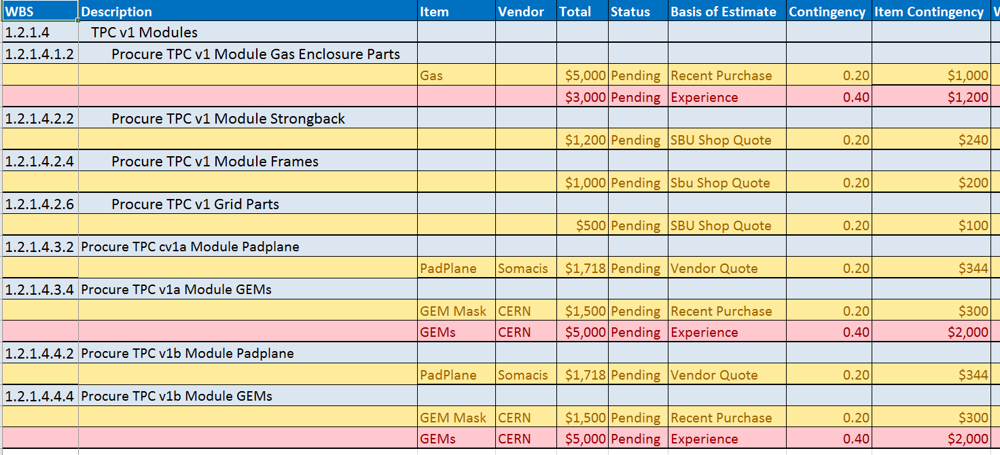 WBS Description Item Vendor Total Status Basis of Estimate Contingency Item Contingency
1.2.1.4 TPC v1 Modules
1.2.1.4.1.2 Procure TPC v1 Module Gas Enclosure Parts
Gas $5,000 Pending Recent Purchase 0.20 $1,000
$3,000 Pending Experience 0.40 $1,200
1.2.1.4.2.2 Procure TPC v1 Module Strongback
$1,200 Pending SBU Shop Quote 0.20 $240
1.2.1.4.2.4 Procure TPC v1 Module Frames
$1,000 Pending Sbu Shop Quote 0.20 $200
1.2.1.4.2.6 Procure TPC v1 Grid Parts
$500 Pending SBU Shop Quote 0.20 $100
1.2.1.4.3.2 Procure TPC cv1a Module Padplane
PadPlane Somacis $1,718 Pending Vendor Quote 0.20 $344
1.2.1.4.3.4 Procure TPC v1a Module GEMs
GEM Mask CERN $1,500 Pending Recent Purchase 0.20 $300
GEMs CERN $5,000 Pending Experience 0.40 $2,000
1.2.1.4.4.2 Procure TPC v1b Module Padplane
PadPlane Somacis $1,718 Pending Vendor Quote 0.20 $344
1.2.1.4.4.4 Procure TPC v1b Module GEMs
GEM Mask CERN $1,500 Pending Recent Purchase 0.20 $300
GEMs CERN $5,000 Pending Experience 0.40 $2,000